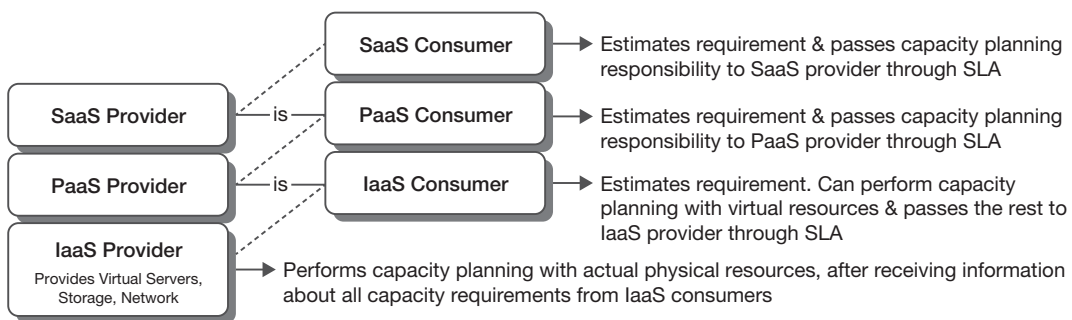 SaaS Consumer
Estimates requirement & passes capacity planning
responsibility to SaaS provider through SLA
SaaS Provider
is
PaaS Consumer
Estimates requirement & passes capacity planning
responsibility to PaaS provider through SLA
PaaS Provider
is
IaaS Consumer
Estimates requirement. Can perform capacity
planning with virtual resources & passes the rest to
IaaS provider through SLA
IaaS Provider
Provides Virtual Servers,
Storage, Network
Performs capacity planning with actual physical resources, after receiving information
about all capacity requirements from IaaS consumers